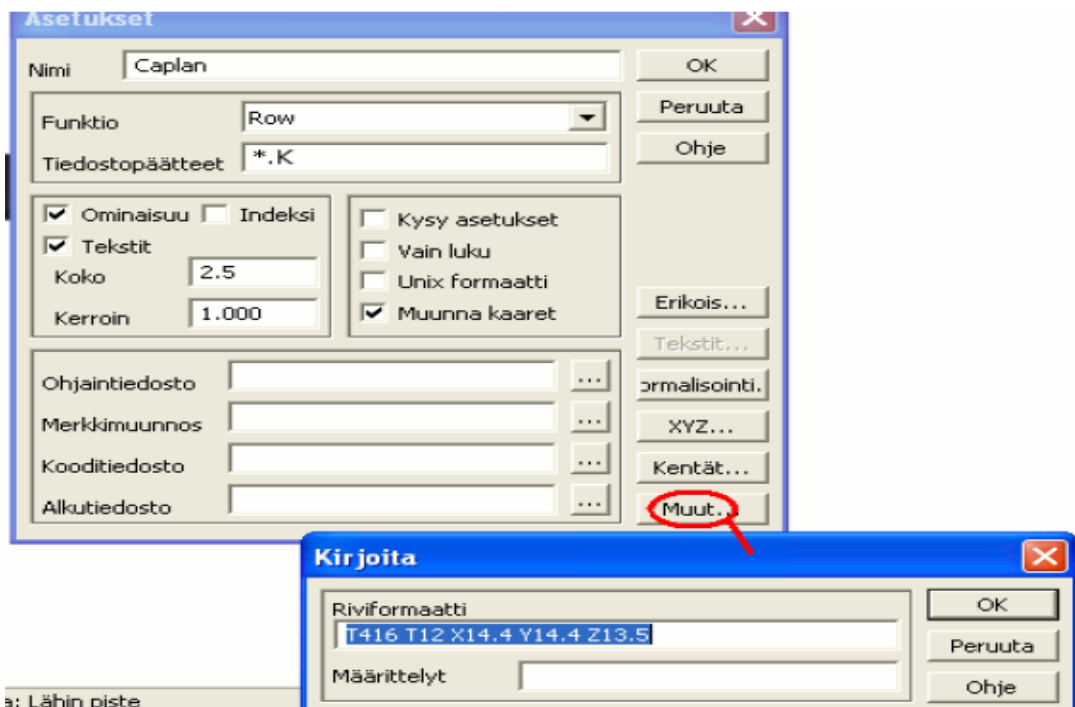 Asetukset
Nimi Caplan OK
Funktio Row Peruuta
Tiedostopäätteet *.K Ohje
Ominaisuu Indeksi Kysy asetukset
Tekstit Vain luku
Koko 2.5 Unix formaatti
Kerroin 1.000 Muunna kaaret Erikois...
Tekstit...
Ohjaintiedosto ... ormalisointi.
Merkkimuunnos ... XYZ...
Kooditiedosto ... Kentät...
Alkutiedosto ... Muut...
Kirjoita
Riviformaatti OK
T416 T12 X14.4 Y14.4 Z13.5 Peruuta
Määrittelyt Ohje
a: Lähin piste